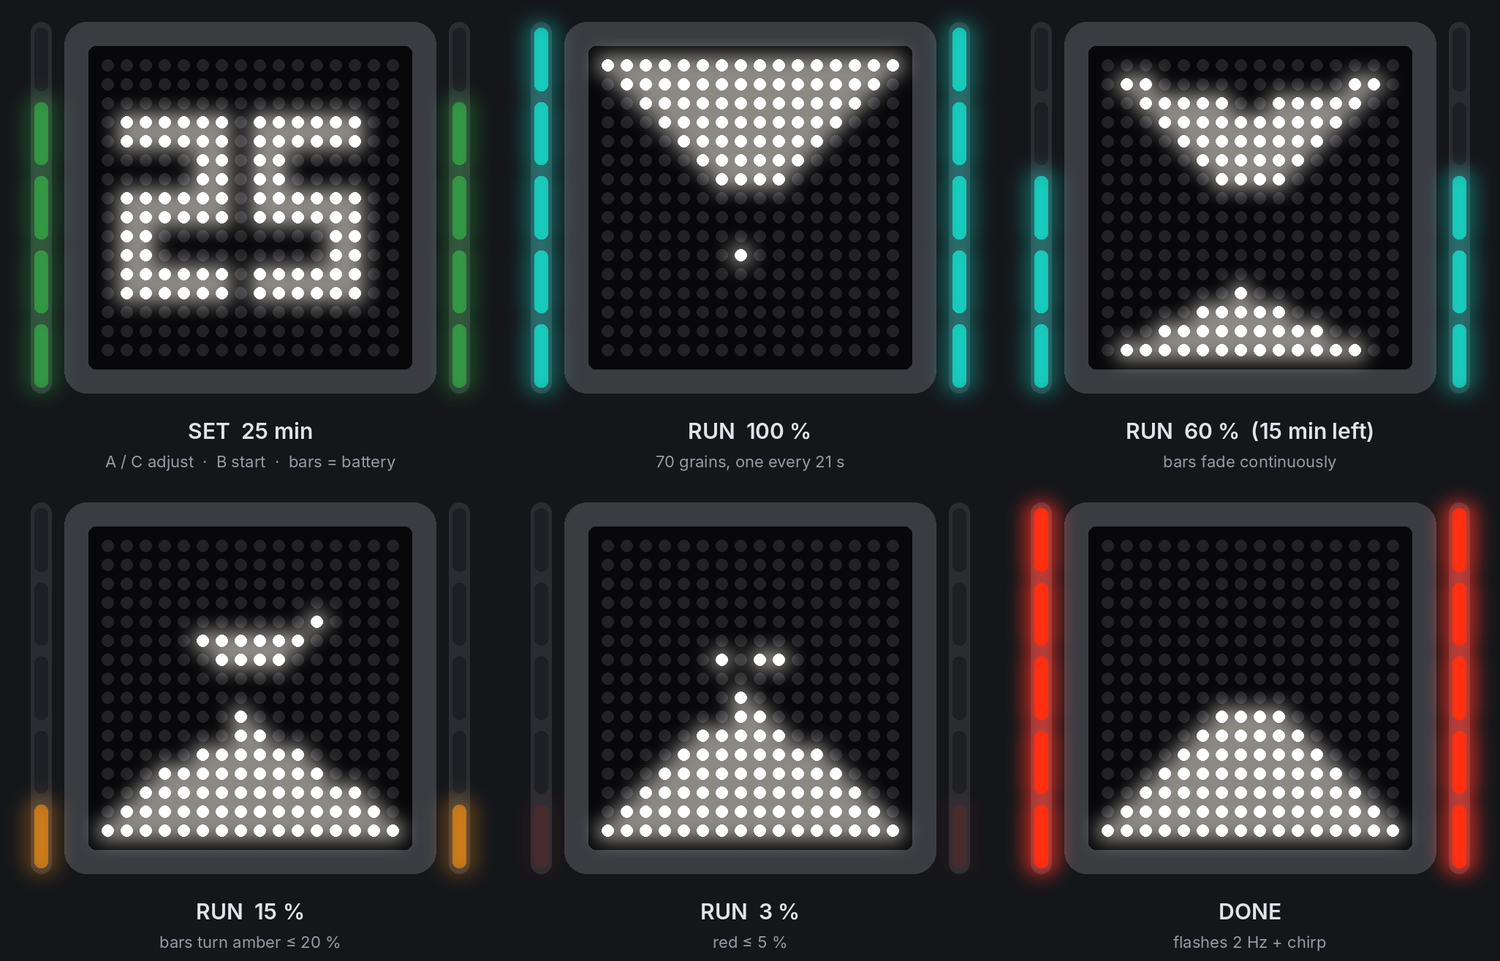 25
SET 25 min
A / C adjust · B start · bars = battery
RUN 100 %
70 grains, one every 21 s
RUN 60 % (15 min left)
bars fade continuously
RUN 15 %
bars turn amber ≤ 20 %
RUN 3 %
red ≤ 5 %
DONE
flashes 2 Hz + chirp